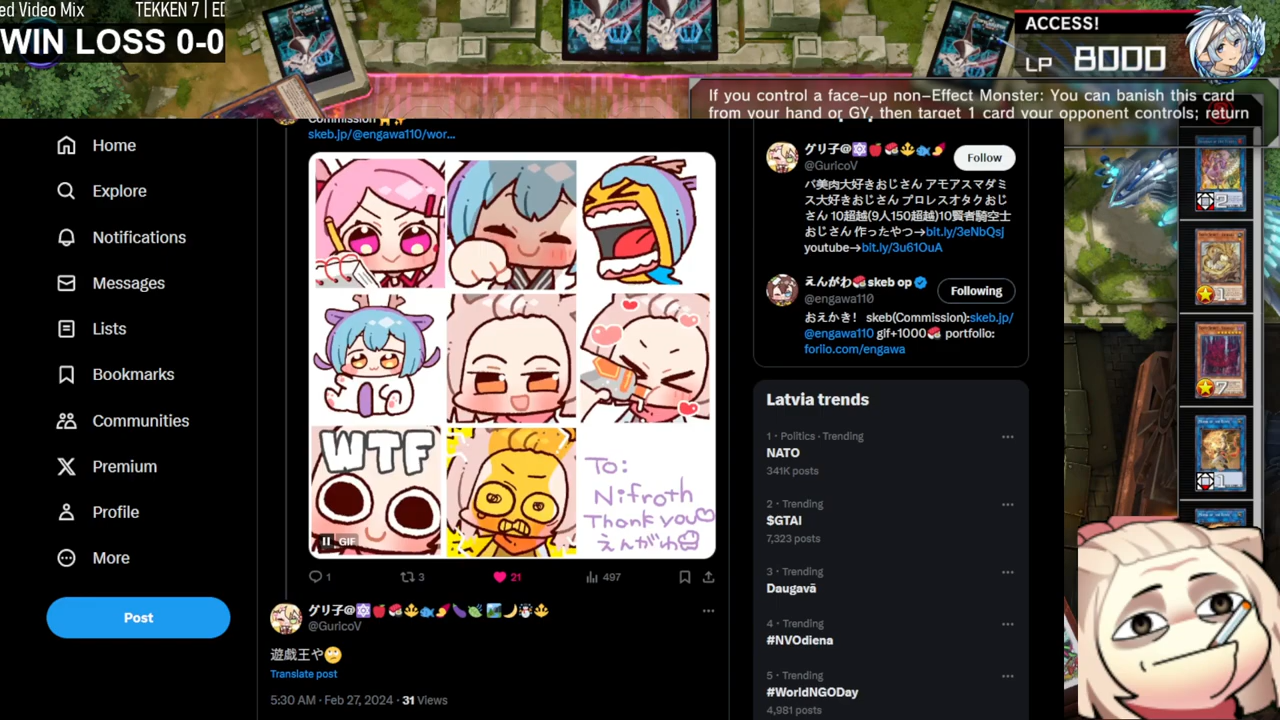 ed Video Mix TEKKEN 7 | ED
WIN LOSS 0-0
ACCESS!
LP 8000
If you control a face-up non-Effect Monster: You can banish this card
from your hand or GY, then target 1 card your opponent controls; return
Home
Explore
Notifications
Messages
Lists
Bookmarks
Communities
Premium
Profile
More
Post
Commission
skeb.jp/@engawa110/wor...
WTF
GIF
To:
Nifroth
Thank you
えんがわ
1
3
21
497
グリ子@
@GuricoV
遊戯王や🙄
Translate post
5:30 AM · Feb 27, 2024 · 31 Views
グリ子@
@GuricoV
Follow
バ美肉大好きおじさん アモアスマダミ
ス大好きおじさん プロレスオタクおじ
さん 10超越(9人150超越)10賢者騎空士
おじさん 作ったやつ→bit.ly/3eNbQsj
youtube→bit.ly/3u61OuA
えんがわ🍣skeb op
@engawa110
Following
おえかき! skeb(Commission):skeb.jp/
@engawa110 gif+1000🍣 portfolio:
foriio.com/engawa
Latvia trends
1 · Politics · Trending
NATO
341K posts
2 · Trending
$GTAI
7,323 posts
3 · Trending
Daugavā
4 · Trending
#NVOdiena
5 · Trending
#WorldNGODay
4,981 posts
2
1
7
1